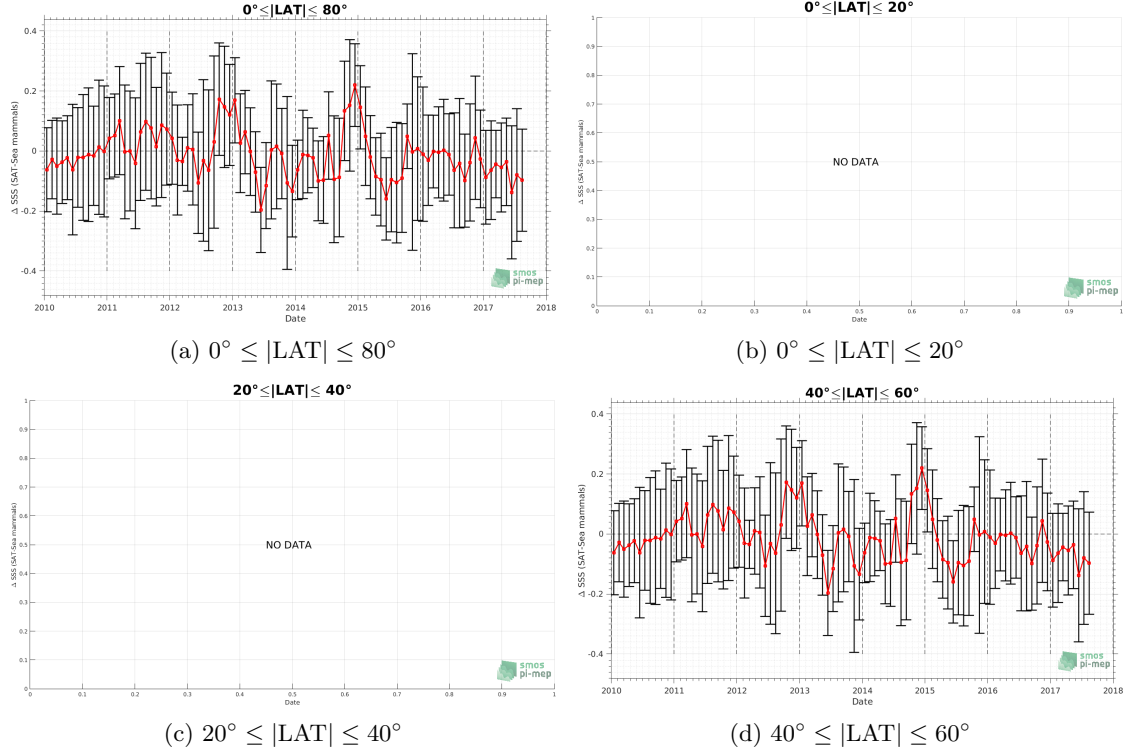 0°≤|LAT|≤ 80°
Δ SSS (SAT-Sea mammals)
0.4
0.2
0
-0.2
-0.4
2010 2011 2012 2013 2014 2015 2016 2017 2018
Date
smos
pi-mep
(a) 0° ≤ |LAT| ≤ 80°
0°≤|LAT|≤ 20°
Δ SSS (SAT-Sea mammals)
1
0.9
0.8
0.7
0.6
0.5
0.4
0.3
0.2
0.1
0
NO DATA
0 0.1 0.2 0.3 0.4 0.5 0.6 0.7 0.8 0.9 1
Date
smos
pi-mep
(b) 0° ≤ |LAT| ≤ 20°
20°≤|LAT|≤ 40°
Δ SSS (SAT-Sea mammals)
1
0.9
0.8
0.7
0.6
0.5
0.4
0.3
0.2
0.1
0
NO DATA
0 0.1 0.2 0.3 0.4 0.5 0.6 0.7 0.8 0.9 1
Date
smos
pi-mep
(c) 20° ≤ |LAT| ≤ 40°
40°≤|LAT|≤ 60°
Δ SSS (SAT-Sea mammals)
0.4
0.2
0
-0.2
-0.4
2010 2011 2012 2013 2014 2015 2016 2017 2018
Date
smos
pi-mep
(d) 40° ≤ |LAT| ≤ 60°